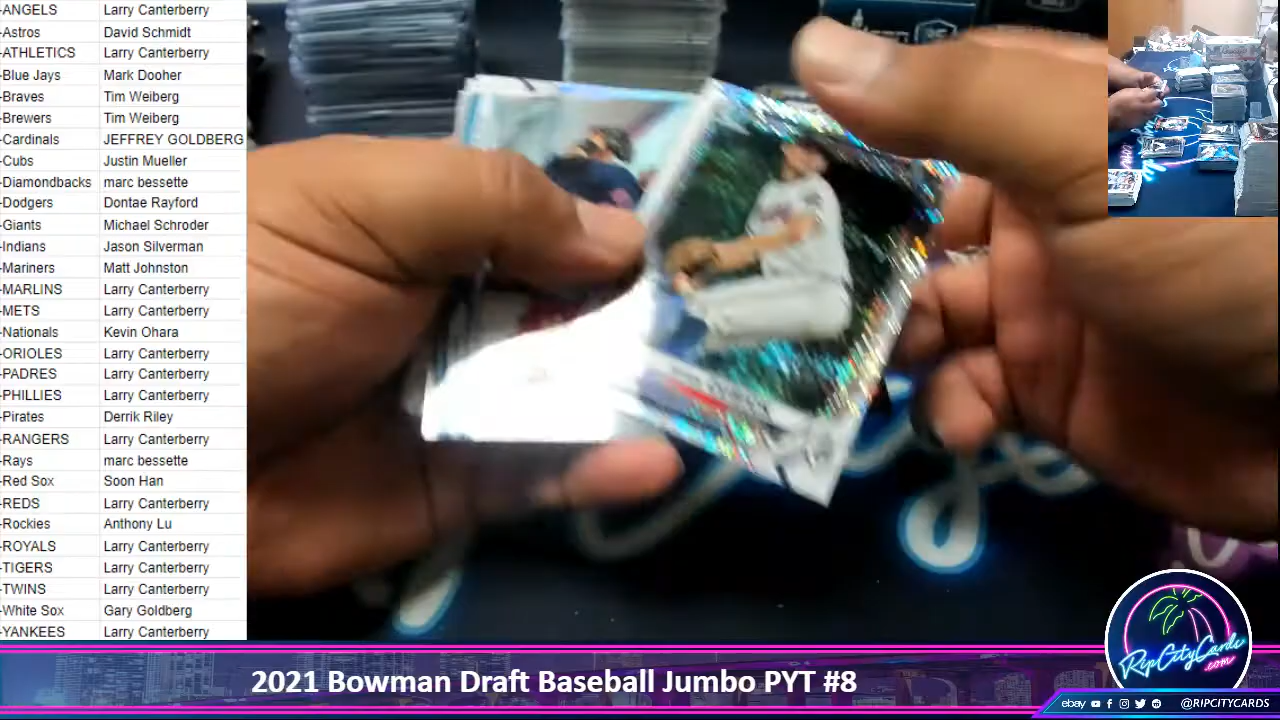 -ANGELS Larry Canterberry
-Astros David Schmidt
-ATHLETICS Larry Canterberry
-Blue Jays Mark Dooher
-Braves Tim Weiberg
-Brewers Tim Weiberg
-Cardinals JEFFREY GOLDBERG
-Cubs Justin Mueller
-Diamondbacks marc bessette
-Dodgers Dontae Rayford
-Giants Michael Schroder
-Indians Jason Silverman
-Mariners Matt Johnston
-MARLINS Larry Canterberry
-METS Larry Canterberry
-Nationals Kevin Ohara
-ORIOLES Larry Canterberry
-PADRES Larry Canterberry
-PHILLIES Larry Canterberry
-Pirates Derrik Riley
-RANGERS Larry Canterberry
-Rays marc bessette
-Red Sox Soon Han
-REDS Larry Canterberry
-Rockies Anthony Lu
-ROYALS Larry Canterberry
-TIGERS Larry Canterberry
-TWINS Larry Canterberry
-White Sox Gary Goldberg
-YANKEES Larry Canterberry
2021 Bowman Draft Baseball Jumbo PYT #8
RipCityCards
.com
ebay @RIPCITYCARDS